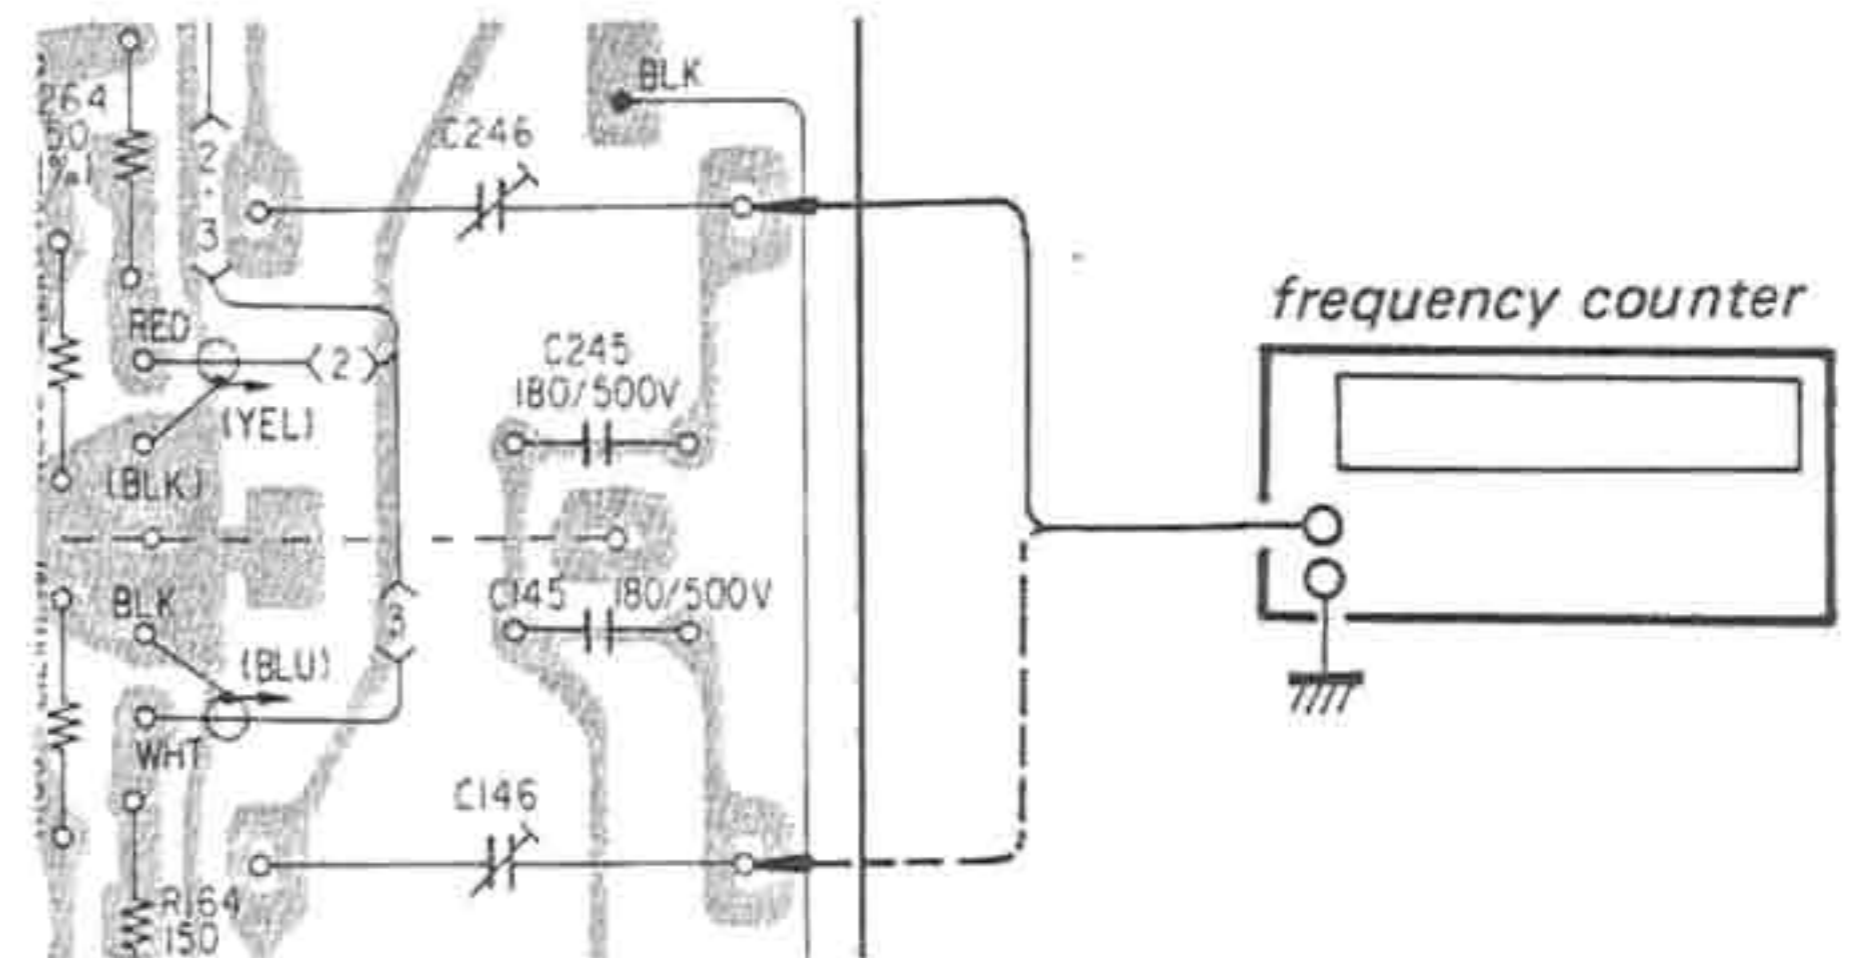 BLK
C246
2·3
frequency counter
RED
(2)
C245
180/500V
(YEL)
(BLK)
C145 180/500V
BLK
3
(BLU)
WHT
C146
R164
150